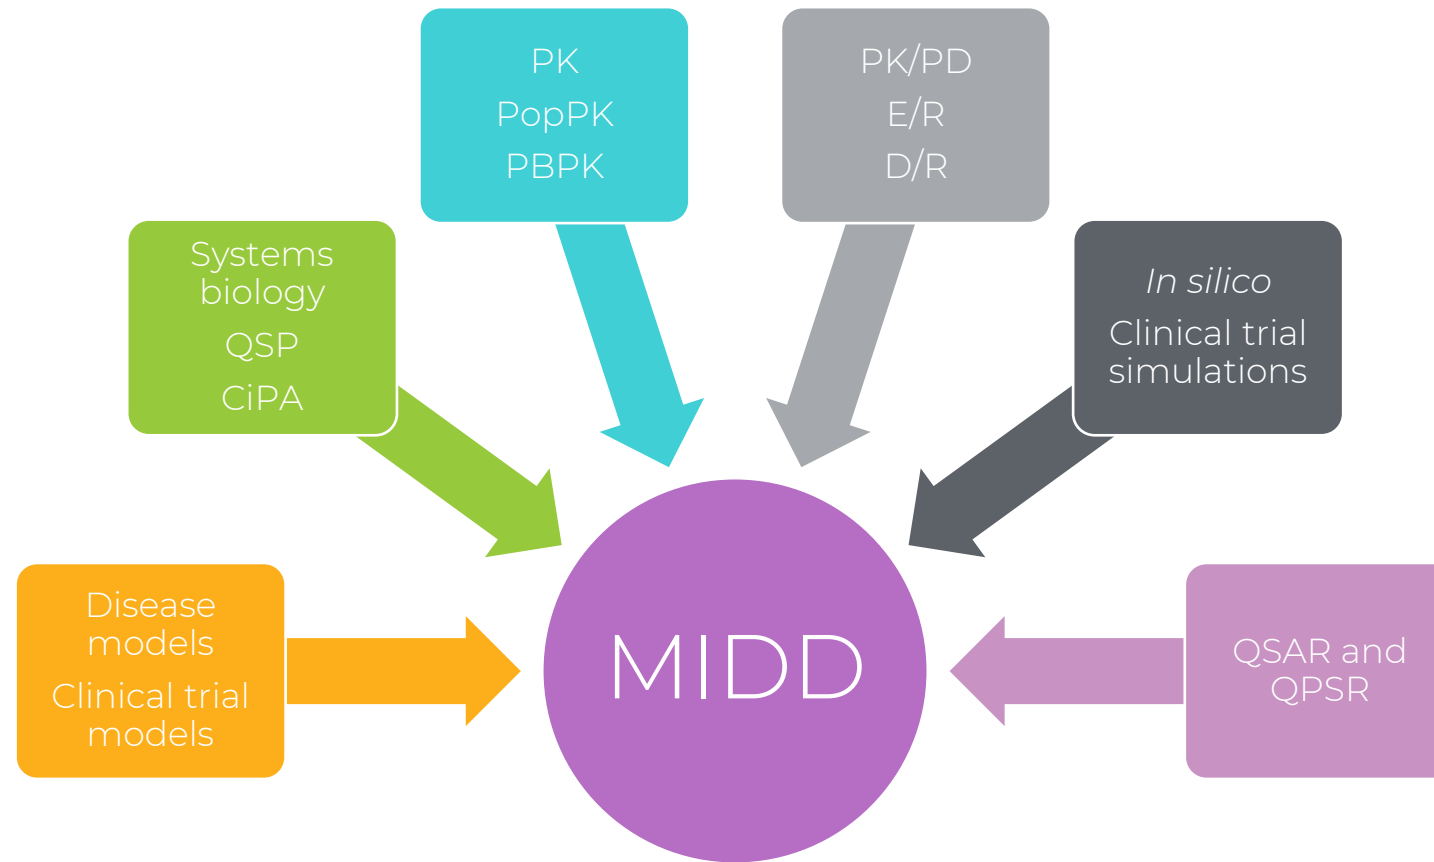 PK
PopPK
PBPK
PK/PD
E/R
D/R
Systems
biology
QSP
CiPA
In silico
Clinical trial
simulations
Disease
models
Clinical trial
models
MIDD
QSAR and
QPSR